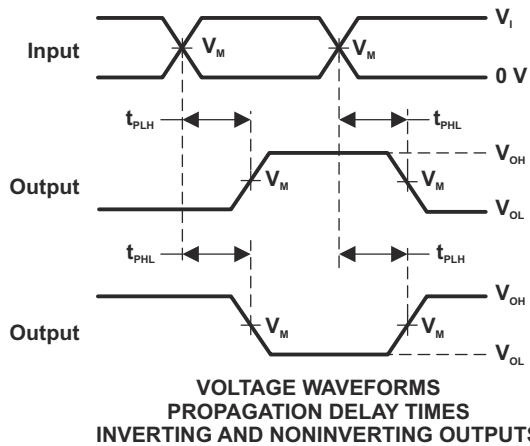 Input
V_M
V_M
V_I
0 V
t_PLH
t_PHL
V_OH
Output
V_M
V_M
V_OL
t_PHL
t_PLH
V_OH
Output
V_M
V_M
V_OL
VOLTAGE WAVEFORMS
PROPAGATION DELAY TIMES
INVERTING AND NONINVERTING OUTPUTS